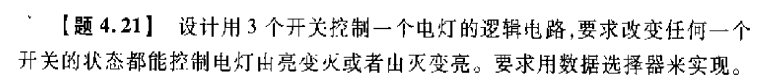 【题4.21】 设计用3个开关控制一个电灯的逻辑电路,要求改变任何一个
开关的状态都能控制电灯由亮变灭或者由灭变亮。要求用数据选择器来实现。